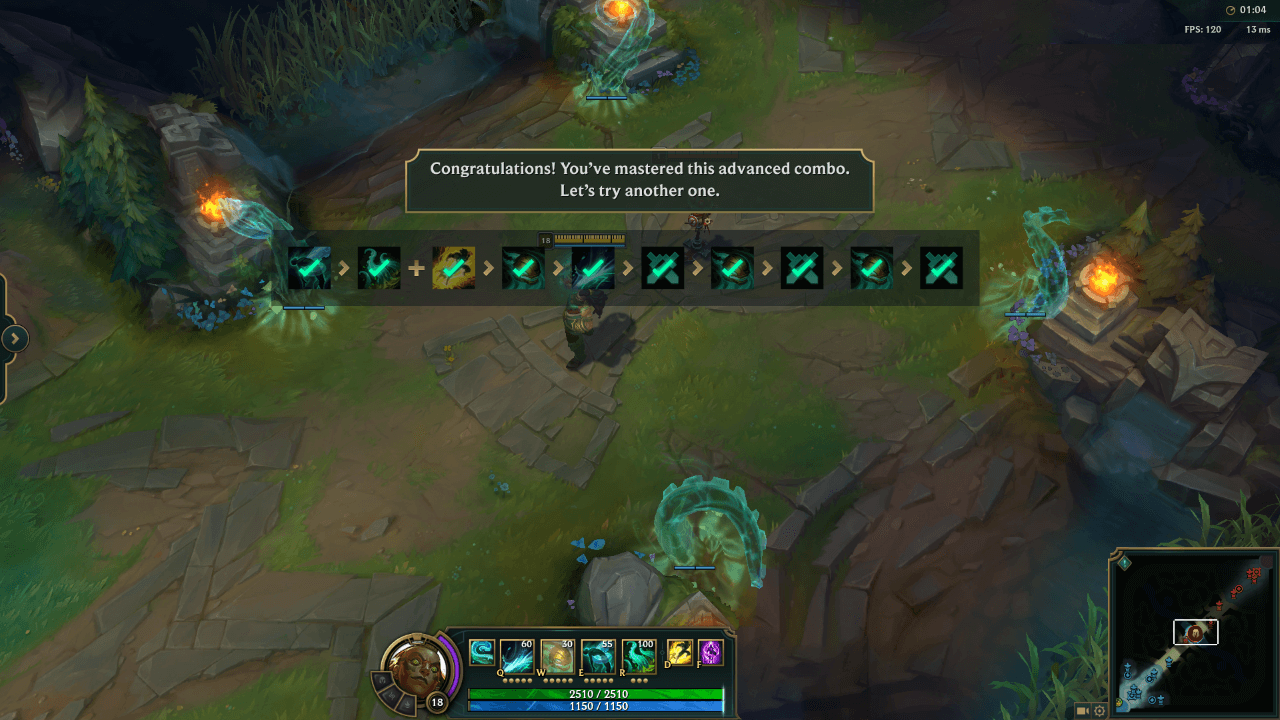 01:04
FPS: 120 13 ms
Congratulations! You've mastered this advanced combo.
Let's try another one.
18
60 30 55 100
Q W E R D F
18
2510 / 2510
1150 / 1150